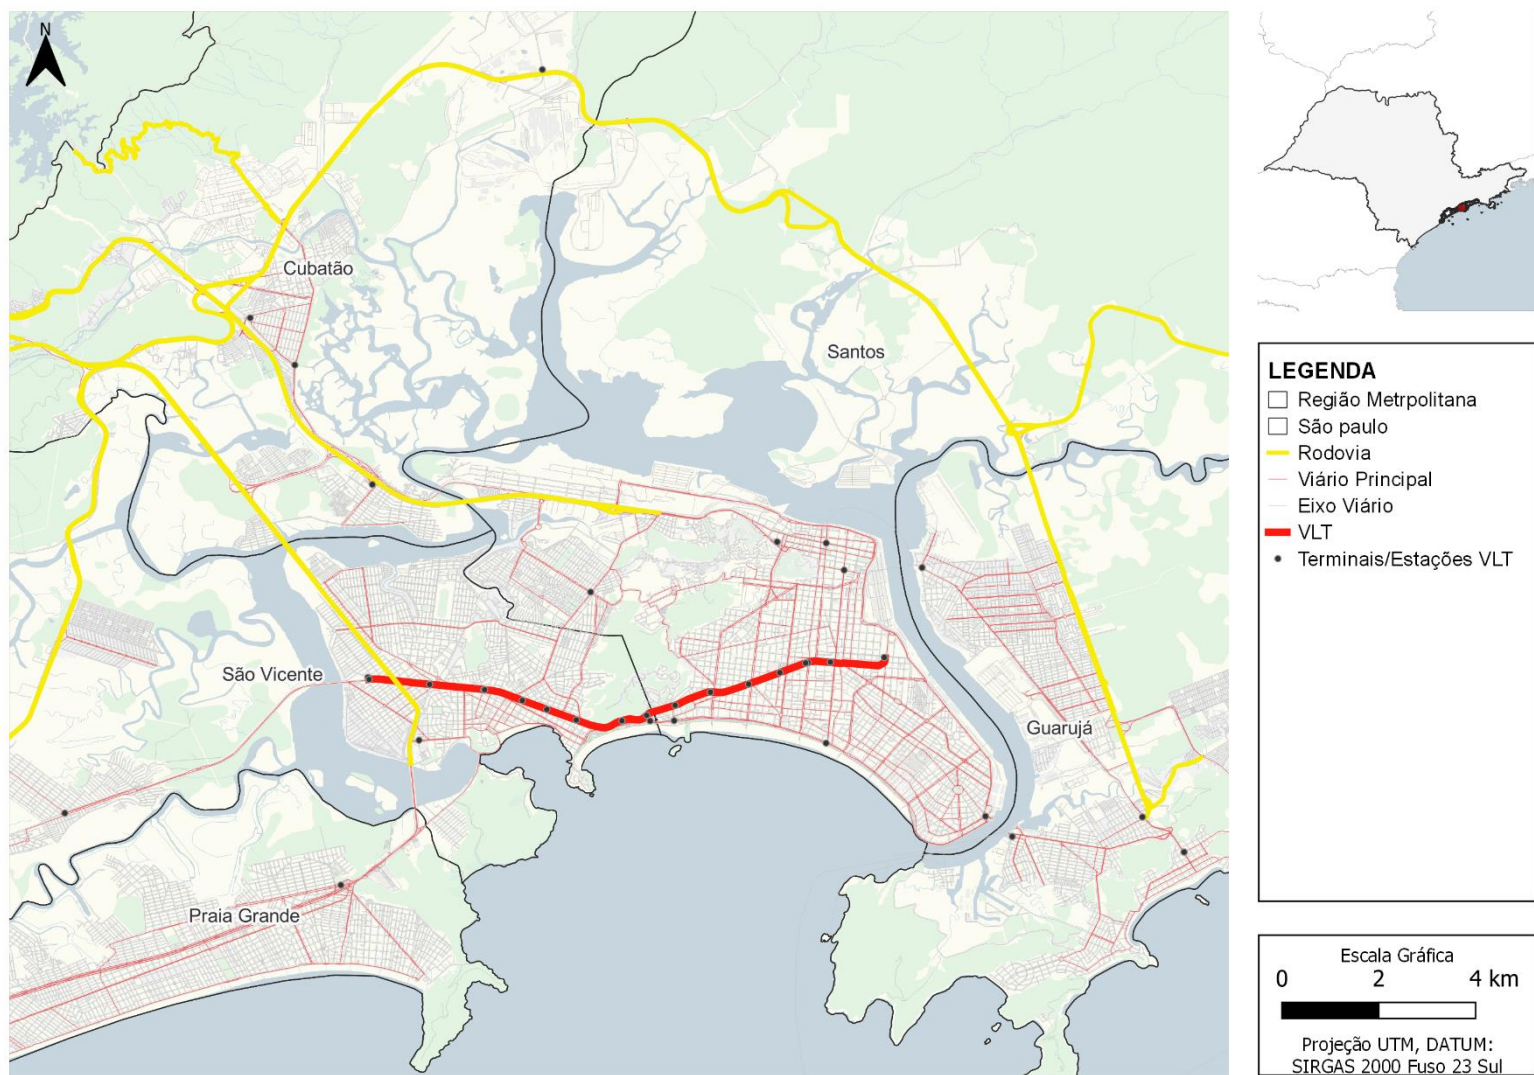 N
Cubatão
Santos
São Vicente
Guarujá
Praia Grande
LEGENDA
Região Metrpolitana
São paulo
Rodovia
Viário Principal
Eixo Viário
VLT
Terminais/Estações VLT
Escala Gráfica
0 2 4 km
Projeção UTM, DATUM:
SIRGAS 2000 Fuso 23 Sul